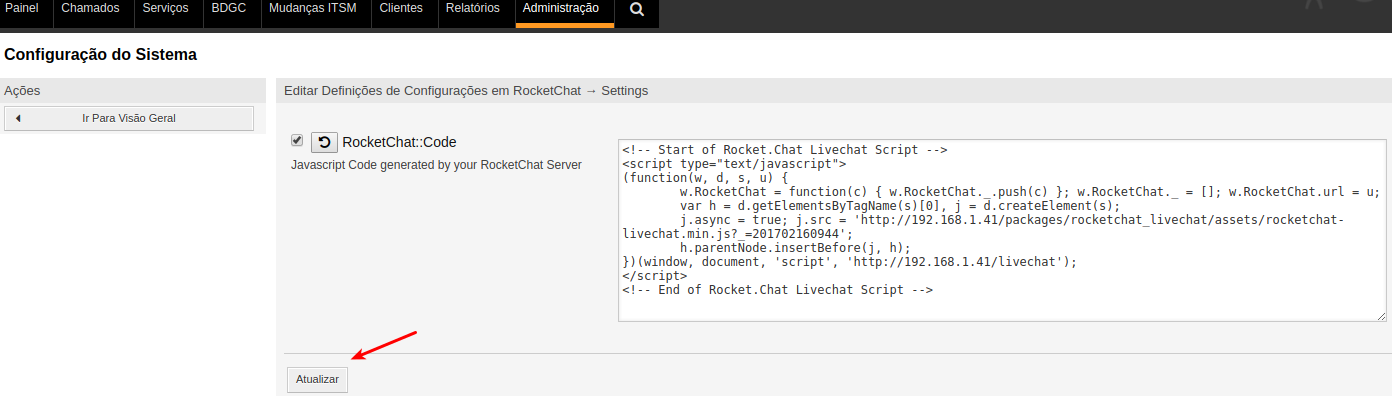 Painel Chamados Serviços BDGC Mudanças ITSM Clientes Relatórios Administração
Configuração do Sistema
Ações
Ir Para Visão Geral
Editar Definições de Configurações em RocketChat → Settings
RocketChat::Code
Javascript Code generated by your RocketChat Server
<!-- Start of Rocket.Chat Livechat Script -->
<script type="text/javascript">
(function(w, d, s, u) {
w.RocketChat = function(c) { w.RocketChat._.push(c) }; w.RocketChat._ = []; w.RocketChat.url = u;
var h = d.getElementsByTagName(s)[0], j = d.createElement(s);
j.async = true; j.src = 'http://192.168.1.41/packages/rocketchat_livechat/assets/rocketchat-
livechat.min.js?_=201702160944';
h.parentNode.insertBefore(j, h);
})(window, document, 'script', 'http://192.168.1.41/livechat');
</script>
<!-- End of Rocket.Chat Livechat Script -->
Atualizar